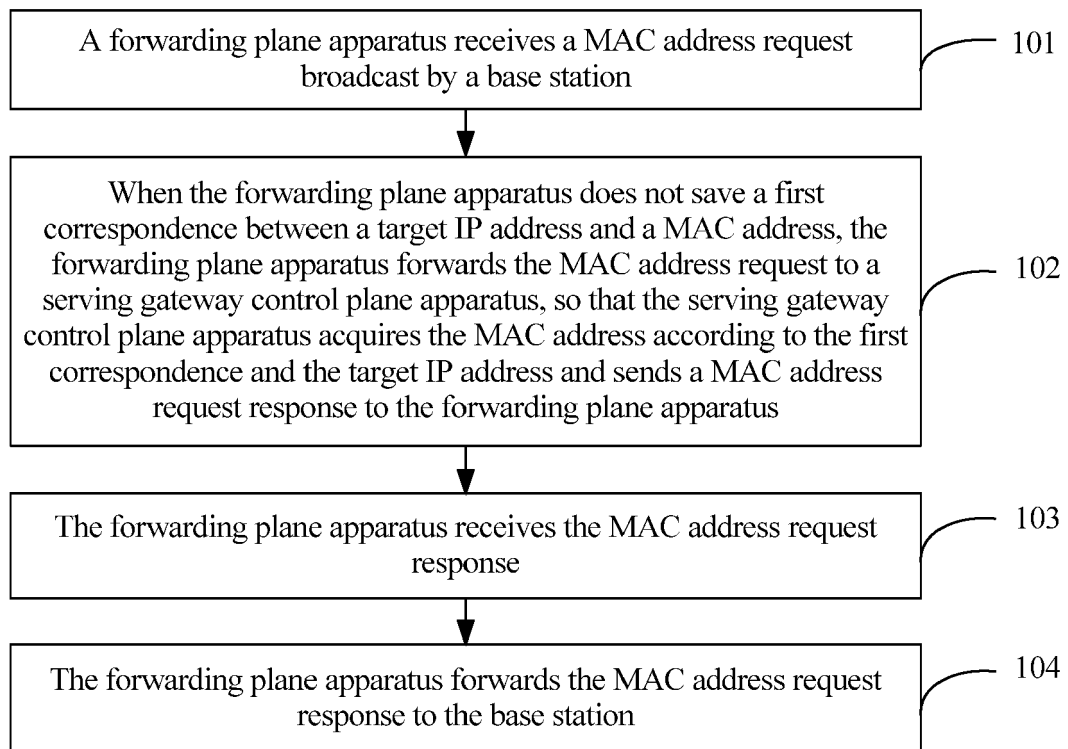 A forwarding plane apparatus receives a MAC address request
broadcast by a base station
101
When the forwarding plane apparatus does not save a first
correspondence between a target IP address and a MAC address, the
forwarding plane apparatus forwards the MAC address request to a
serving gateway control plane apparatus, so that the serving gateway
control plane apparatus acquires the MAC address according to the first
correspondence and the target IP address and sends a MAC address
request response to the forwarding plane apparatus
102
The forwarding plane apparatus receives the MAC address request
response
103
The forwarding plane apparatus forwards the MAC address request
response to the base station
104